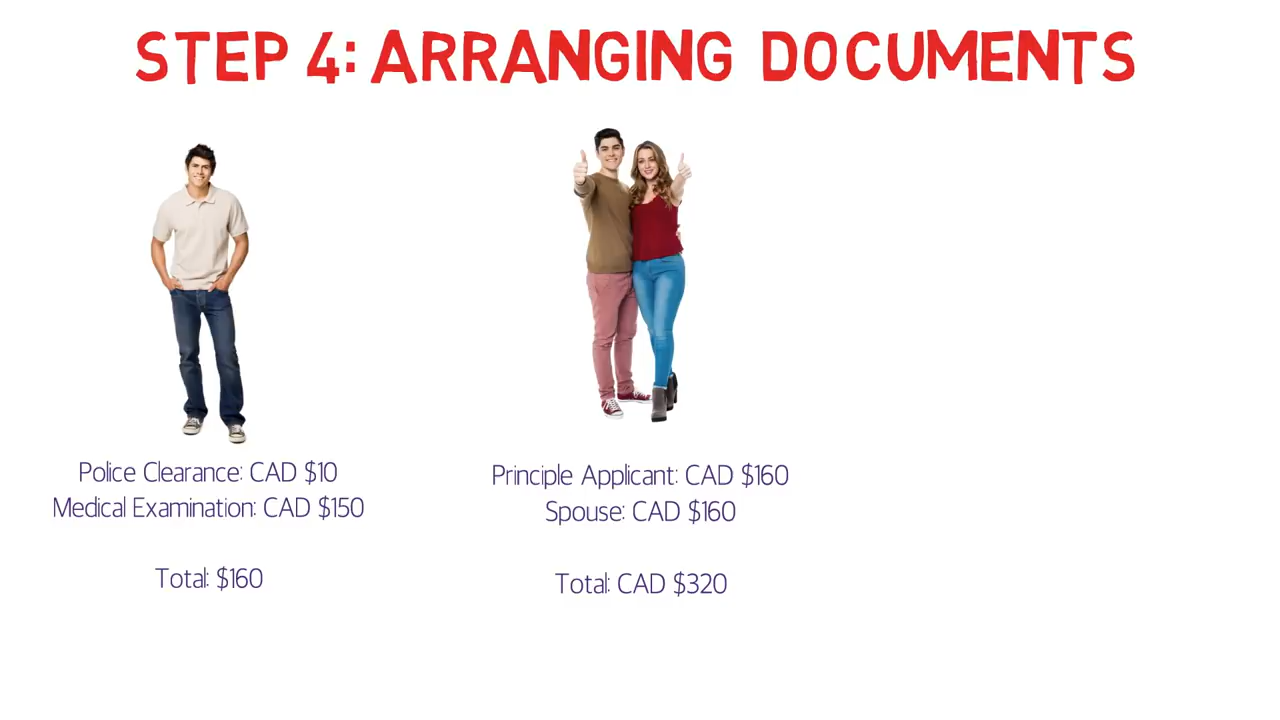 STEP 4: ARRANGING DOCUMENTS
Police Clearance: CAD $10
Medical Examination: CAD $150
Total: $160
Principle Applicant: CAD $160
Spouse: CAD $160
Total: CAD $320